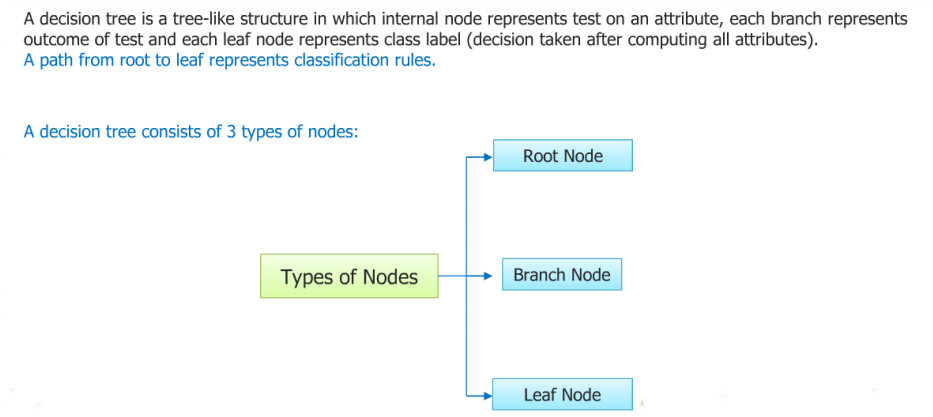 A decision tree is a tree-like structure in which internal node represents test on an attribute, each branch represents
outcome of test and each leaf node represents class label (decision taken after computing all attributes).
A path from root to leaf represents classification rules.
A decision tree consists of 3 types of nodes:
Root Node
Types of Nodes
Branch Node
Leaf Node